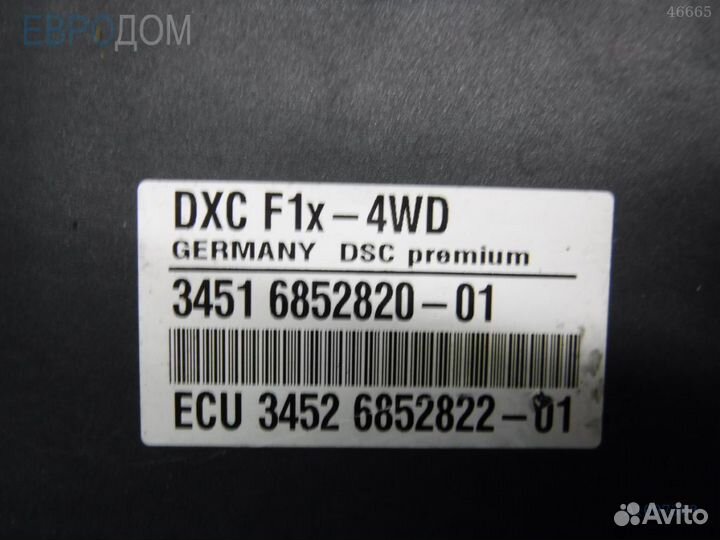 ЕВРОДОМ
46665
DXC F1x-4WD
GERMANY DSC premium
3451 6852820-01
ECU 3452 6852822-01
Avito